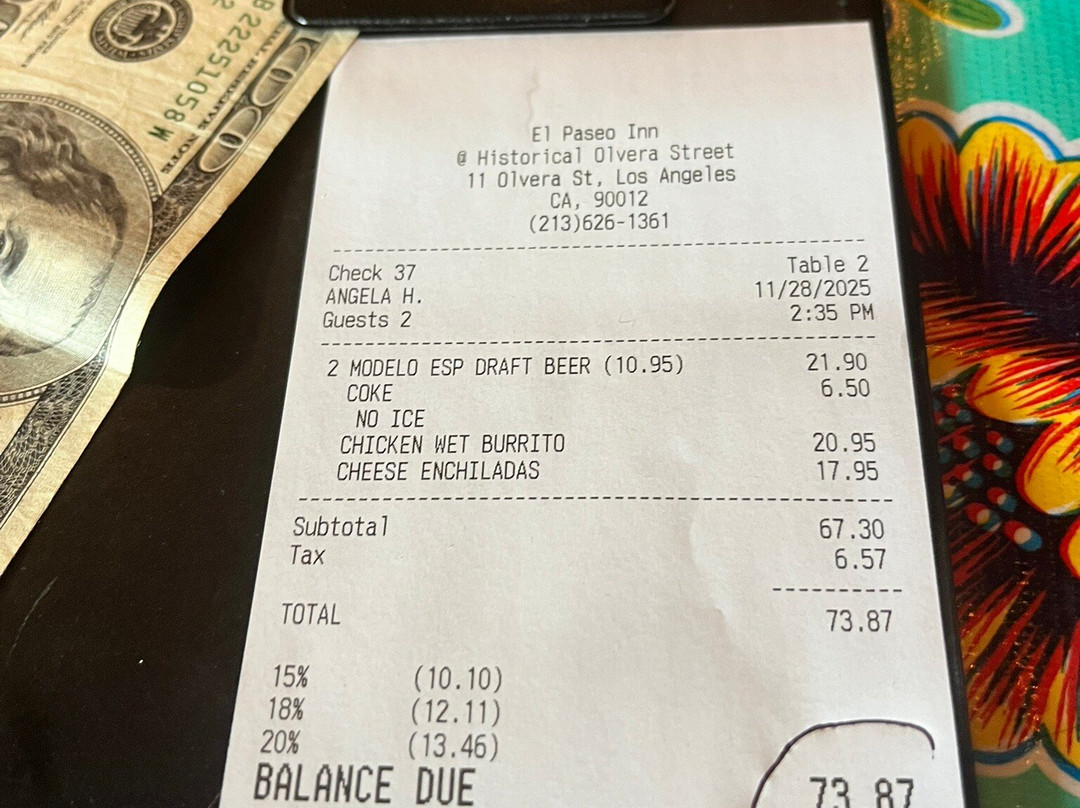 B 22251058 W
El Paseo Inn
@ Historical Olvera Street
11 Olvera St, Los Angeles
CA, 90012
(213)626-1361
Check 37 Table 2
ANGELA H. 11/28/2025
Guests 2 2:35 PM
2 MODELO ESP DRAFT BEER (10.95) 21.90
COKE 6.50
NO ICE
CHICKEN WET BURRITO 20.95
CHEESE ENCHILADAS 17.95
Subtotal 67.30
Tax 6.57
TOTAL 73.87
15% (10.10)
18% (12.11)
20% (13.46)
BALANCE DUE 73.87